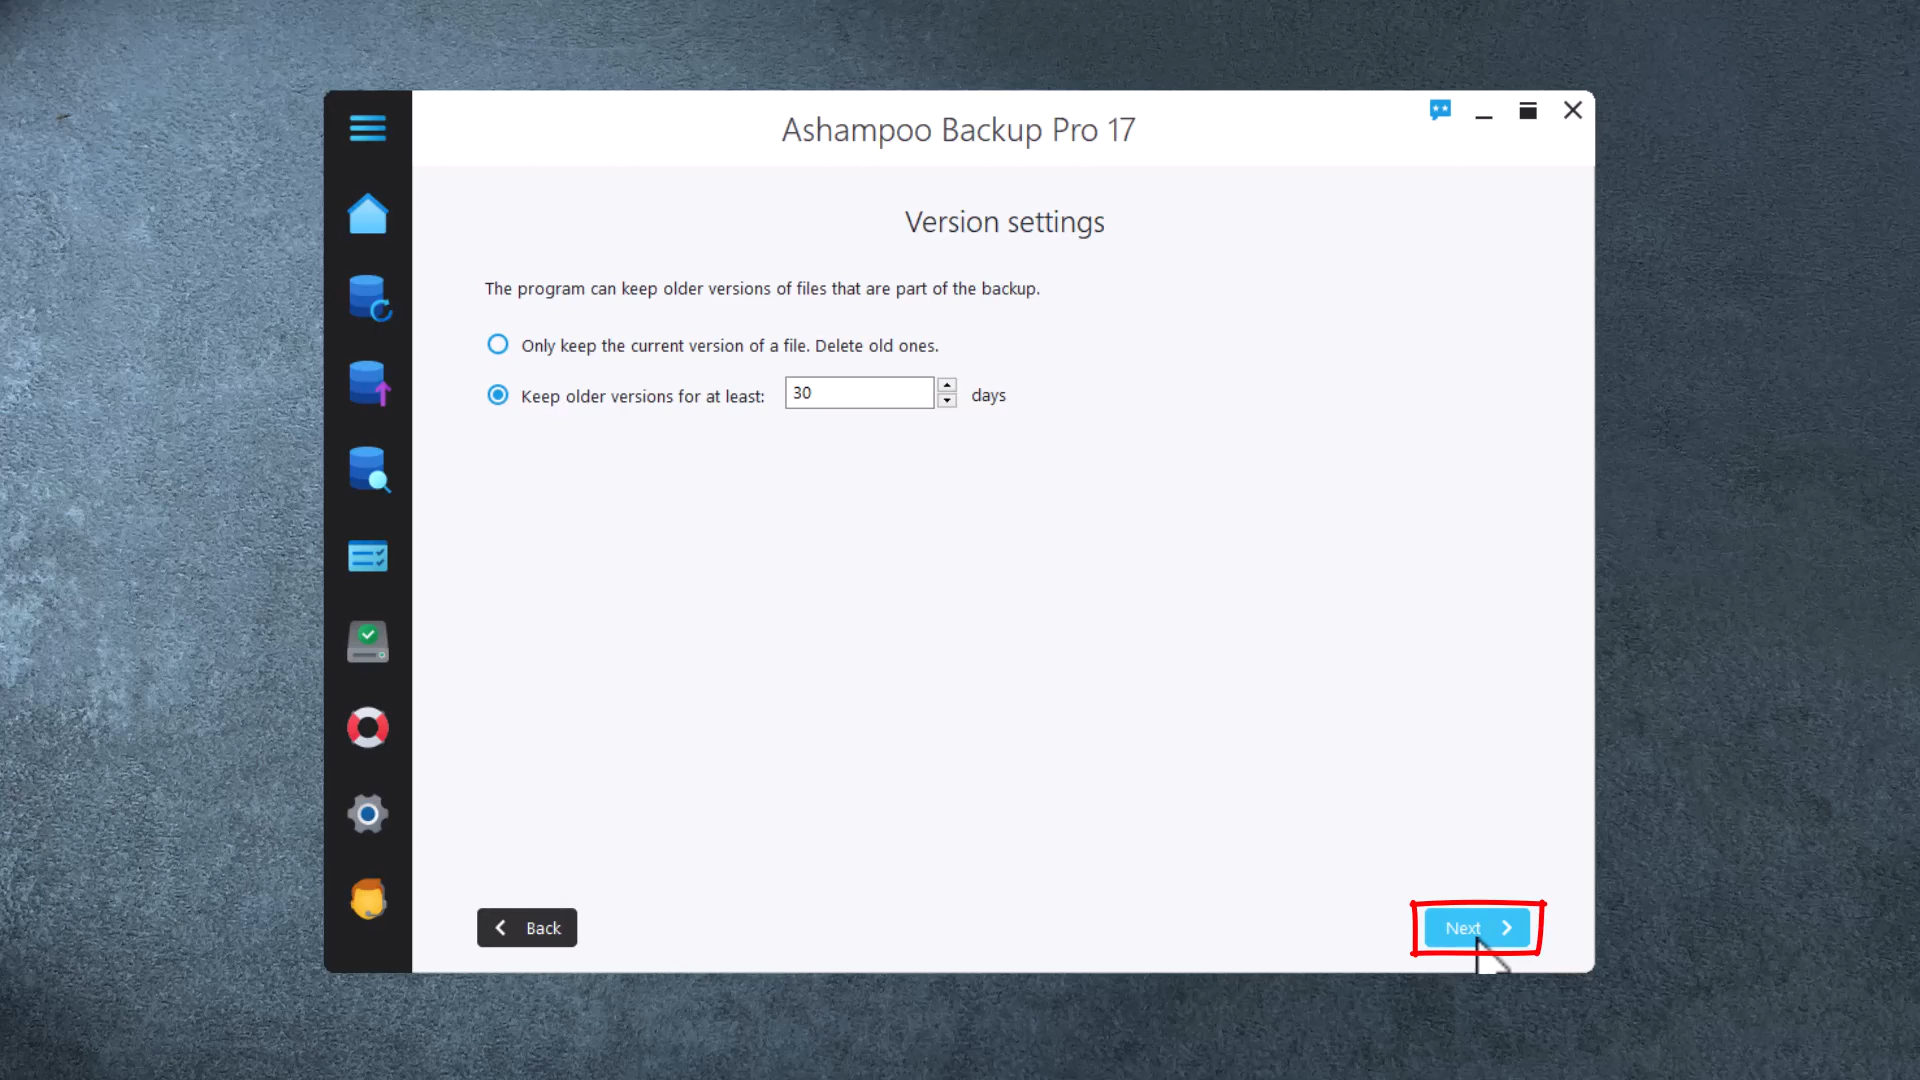 Ashampoo Backup Pro 17
Version settings
The program can keep older versions of files that are part of the backup.
Only keep the current version of a file. Delete old ones.
Keep older versions for at least: 30 days
Back
Next